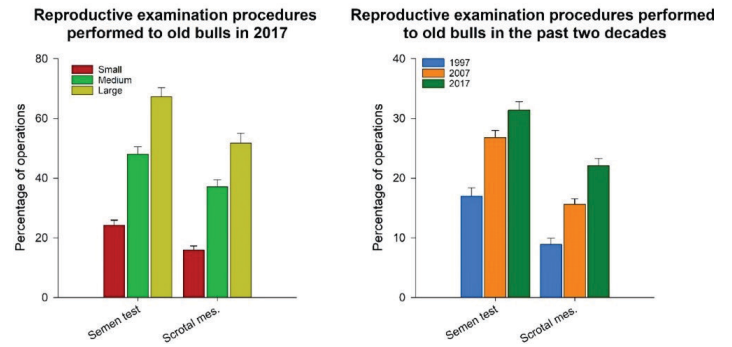 Reproductive examination procedures
performed to old bulls in 2017
80
60
40
20
0
Percentage of operations
Small
Medium
Large
Semen test
Scrotal mes.
Reproductive examination procedures performed
to old bulls in the past two decades
40
30
20
10
0
Percentage of operations
1997
2007
2017
Semen test
Scrotal mes.